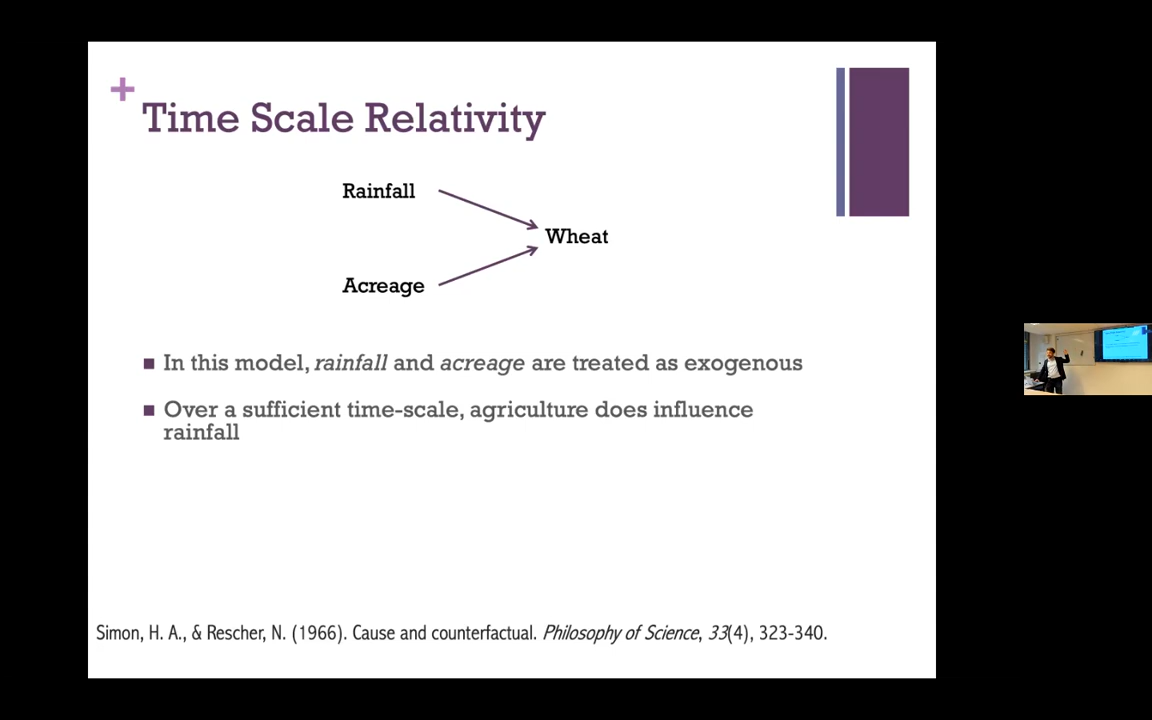 Time Scale Relativity
Rainfall
Wheat
Acreage
In this model, rainfall and acreage are treated as exogenous
Over a sufficient time-scale, agriculture does influence
rainfall
Simon, H. A., & Rescher, N. (1966). Cause and counterfactual. Philosophy of Science, 33(4), 323-340.